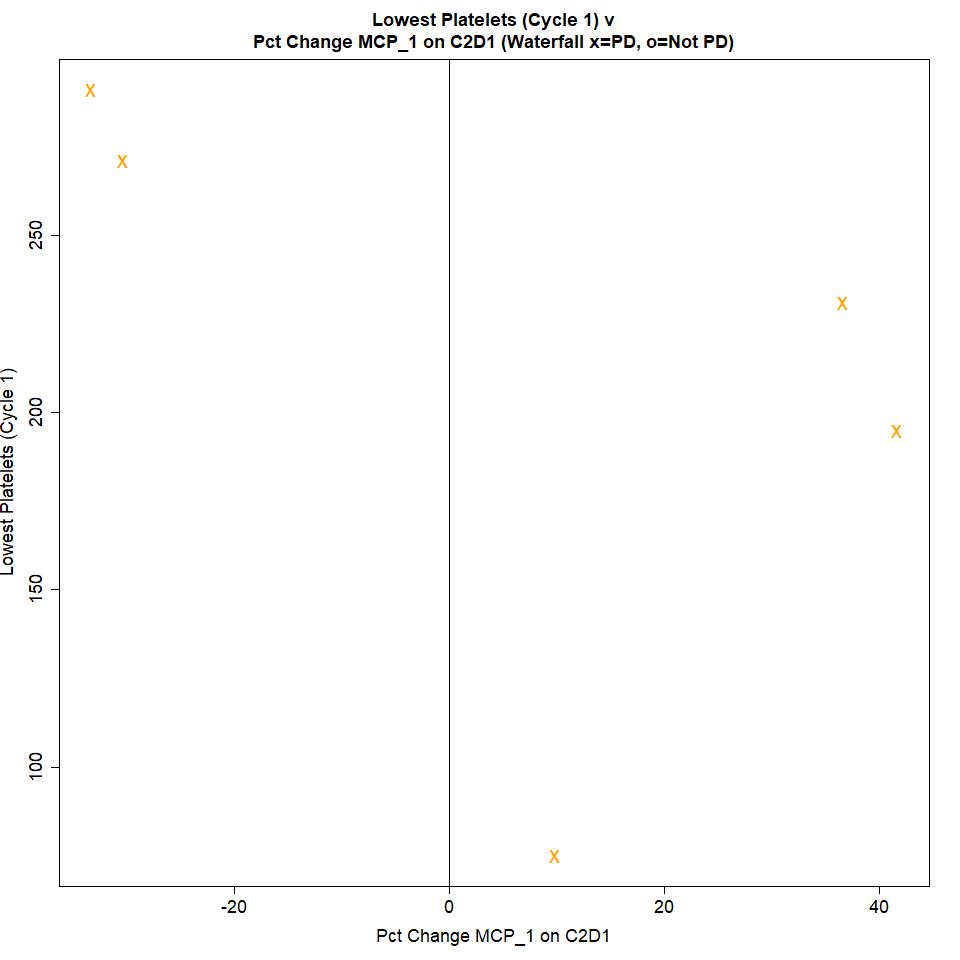 Lowest Platelets (Cycle 1) v
Pct Change MCP_1 on C2D1 (Waterfall x=PD, o=Not PD)
X
X
250
X
200
X
Lowest Platelets (Cycle 1)
150
100
X
-20
0
20
40
Pct Change MCP_1 on C2D1